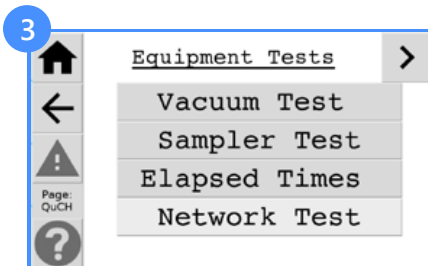 3
Equipment Tests
Vacuum Test
Sampler Test
Elapsed Times
Network Test
Page:
QuCH
?